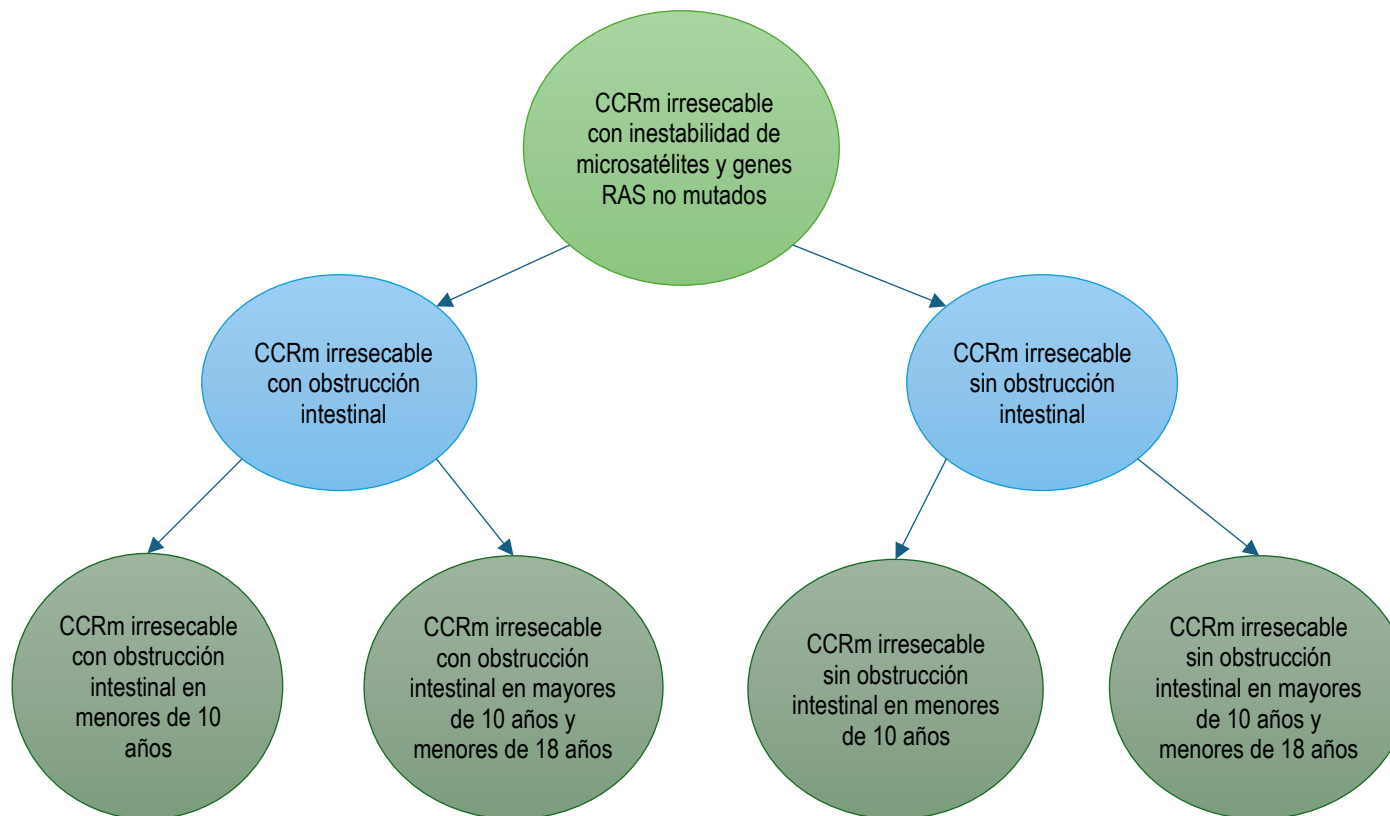 CCRm irresecable
con inestabilidad de
microsatélites y genes
RAS no mutados
CCRm irresecable
con obstrucción
intestinal
CCRm irresecable
sin obstrucción
intestinal
CCRm irresecable
con obstrucción
intestinal en
menores de 10
años
CCRm irresecable
con obstrucción
intestinal en mayores
de 10 años y
menores de 18 años
CCRm irresecable
sin obstrucción
intestinal en menores
de 10 años
CCRm irresecable
sin obstrucción
intestinal en mayores
de 10 años y
menores de 18 años